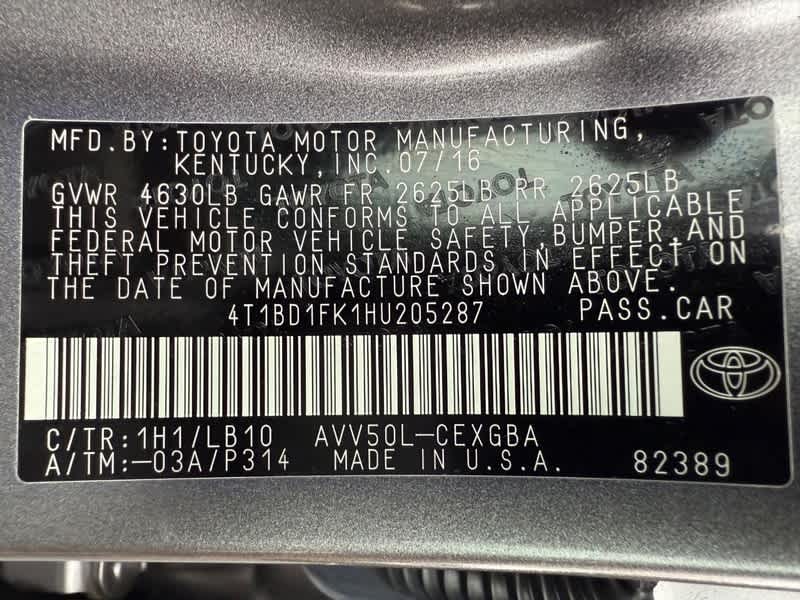 MFD.BY:TOYOTA MOTOR MANUFACTURING,
KENTUCKY,INC.07/16
GVWR 4630LB GAWR FR 2625LB RR 2625LB
THIS VEHICLE CONFORMS TO ALL APPLICABLE
FEDERAL MOTOR VEHICLE SAFETY,BUMPER,AND
THEFT PREVENTION STANDARDS IN EFFECT ON
THE DATE OF MANUFACTURE SHOWN ABOVE.
4T1BD1FK1HU205287 PASS.CAR
C/TR:1H1/LB10 AVV50L-CEXGBA
A/TM:-03A/P314 MADE IN U.S.A. 82389